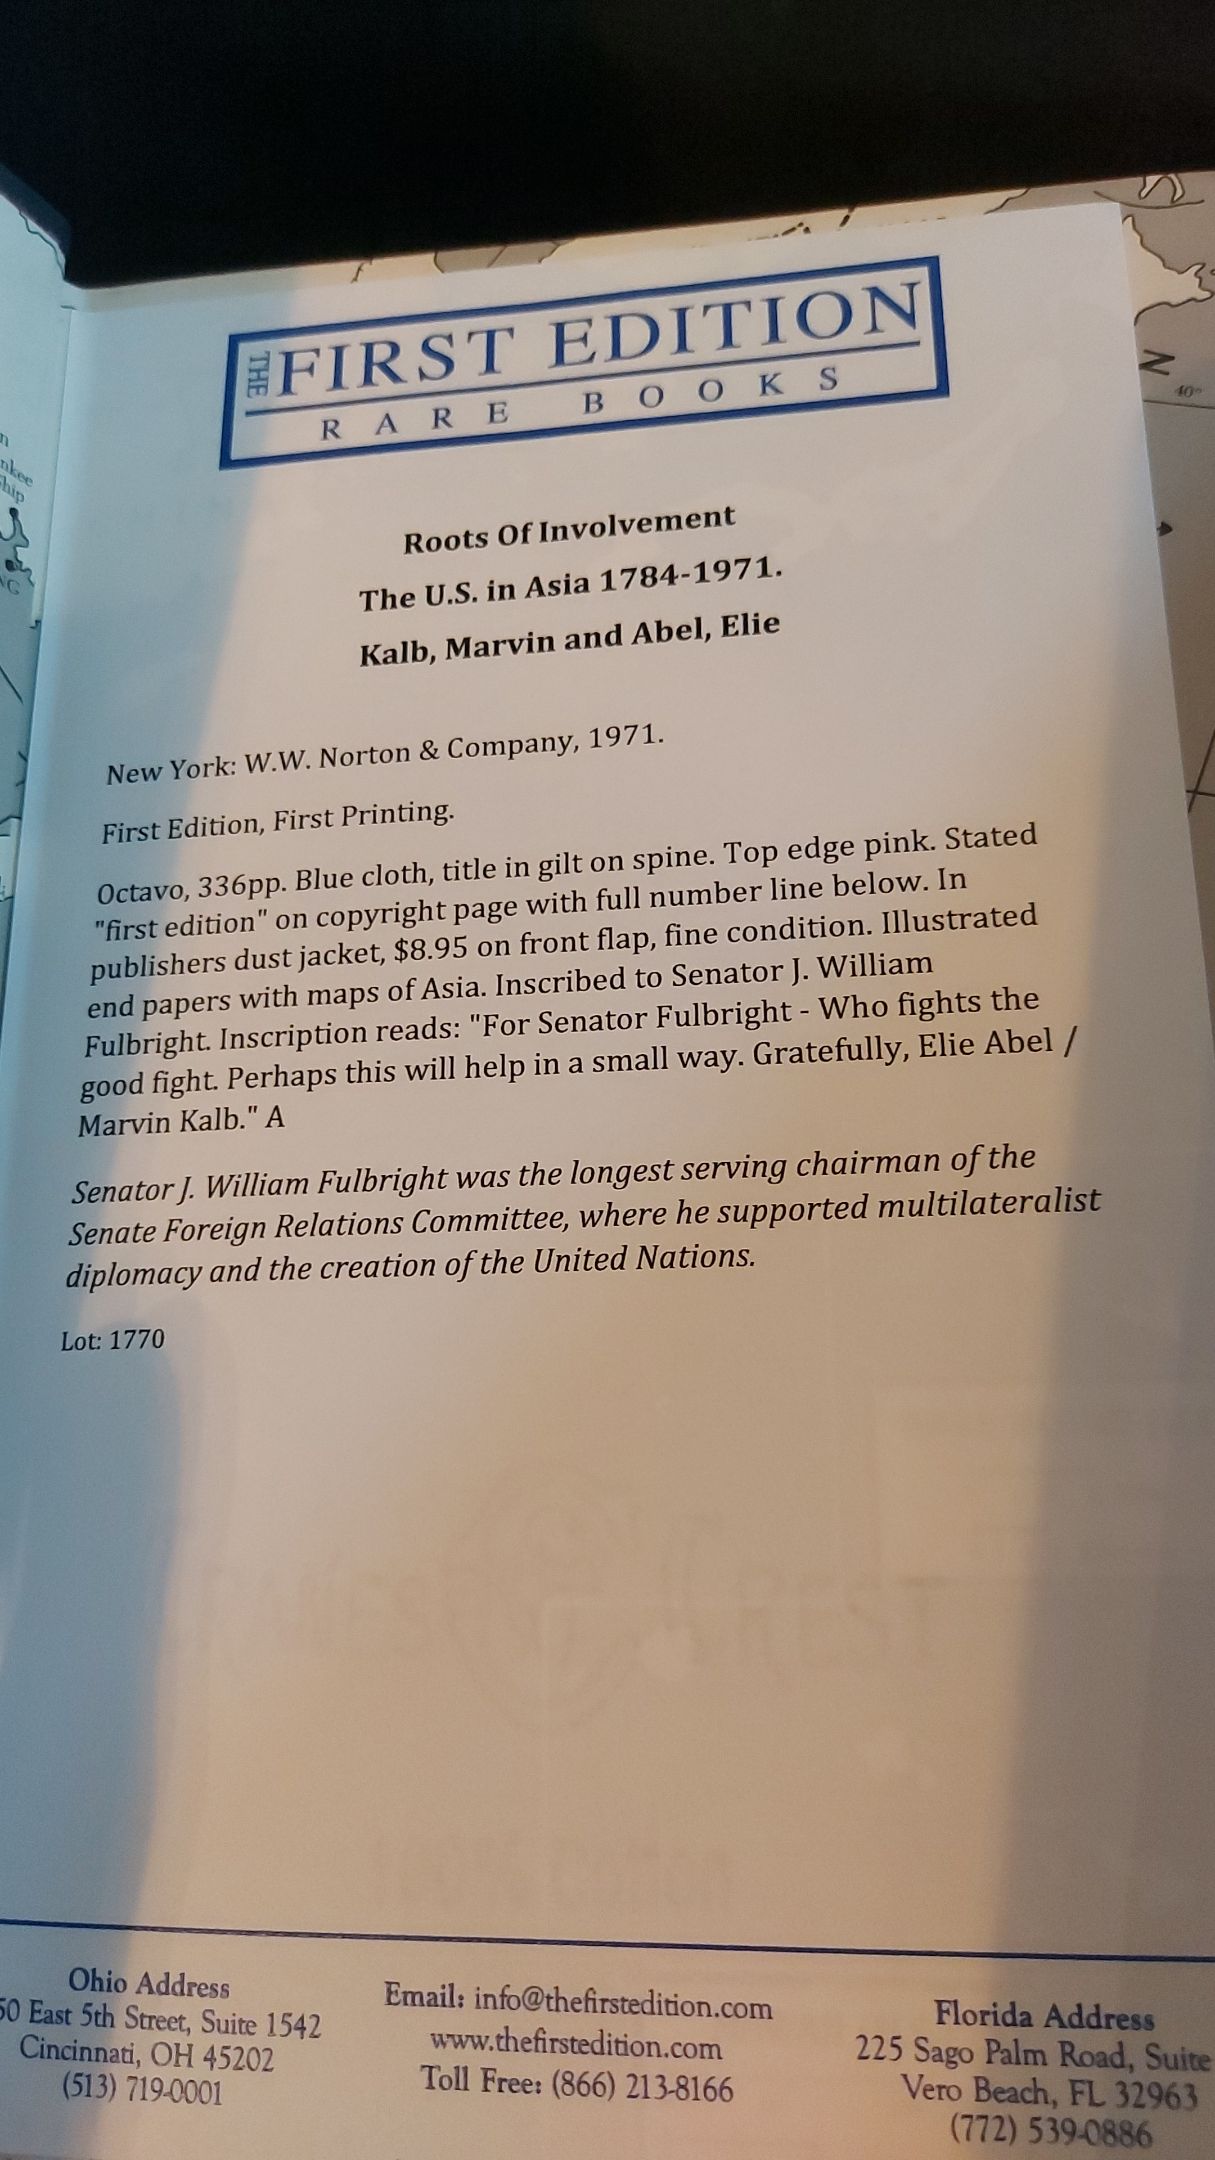 THE FIRST EDITION
RARE BOOKS
Roots Of Involvement
The U.S. in Asia 1784-1971.
Kalb, Marvin and Abel, Elie
New York: W.W. Norton & Company, 1971.
First Edition, First Printing.
Octavo, 336pp. Blue cloth, title in gilt on spine. Top edge pink. Stated
"first edition" on copyright page with full number line below. In
publishers dust jacket, $8.95 on front flap, fine condition. Illustrated
end papers with maps of Asia. Inscribed to Senator J. William
Fulbright. Inscription reads: "For Senator Fulbright - Who fights the
good fight. Perhaps this will help in a small way. Gratefully, Elie Abel /
Marvin Kalb." A
Senator J. William Fulbright was the longest serving chairman of the
Senate Foreign Relations Committee, where he supported multilateralist
diplomacy and the creation of the United Nations.
Lot: 1770
Ohio Address
50 East 5th Street, Suite 1542
Cincinnati, OH 45202
(513) 719-0001
Email: info@thefirstedition.com
www.thefirstedition.com
Toll Free: (866) 213-8166
Florida Address
225 Sago Palm Road, Suite
Vero Beach, FL 32963
(772) 539-0886
N
40°